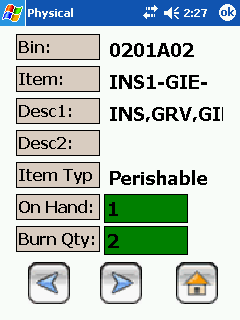 Physical 2:27 ok
Bin: 0201A02
Item: INS1-GIE-
Desc1: INS,GRV,GI
Desc2:
Item Typ Perishable
On Hand: 1
Burn Qty: 2